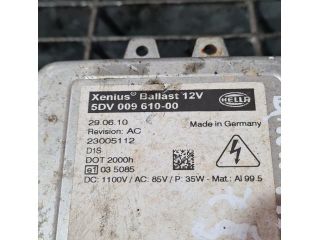 Xenius® Ballast 12V
5DV 009 610-00
HELLA
29.06.10
Made in Germany
Revision: AC
23005112
D1S
DOT 2000h
e1 03 5085
DC: 1100V / AC: 85V / P: 35W - Mat.: Al 99.5